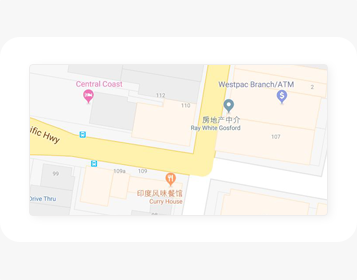 Central Coast
Westpac Branch/ATM
112
110
2
房地产中介
Ray White Gosford
107
ific Hwy
109a
109
99
印度风味餐馆
Curry House
Drive Thru